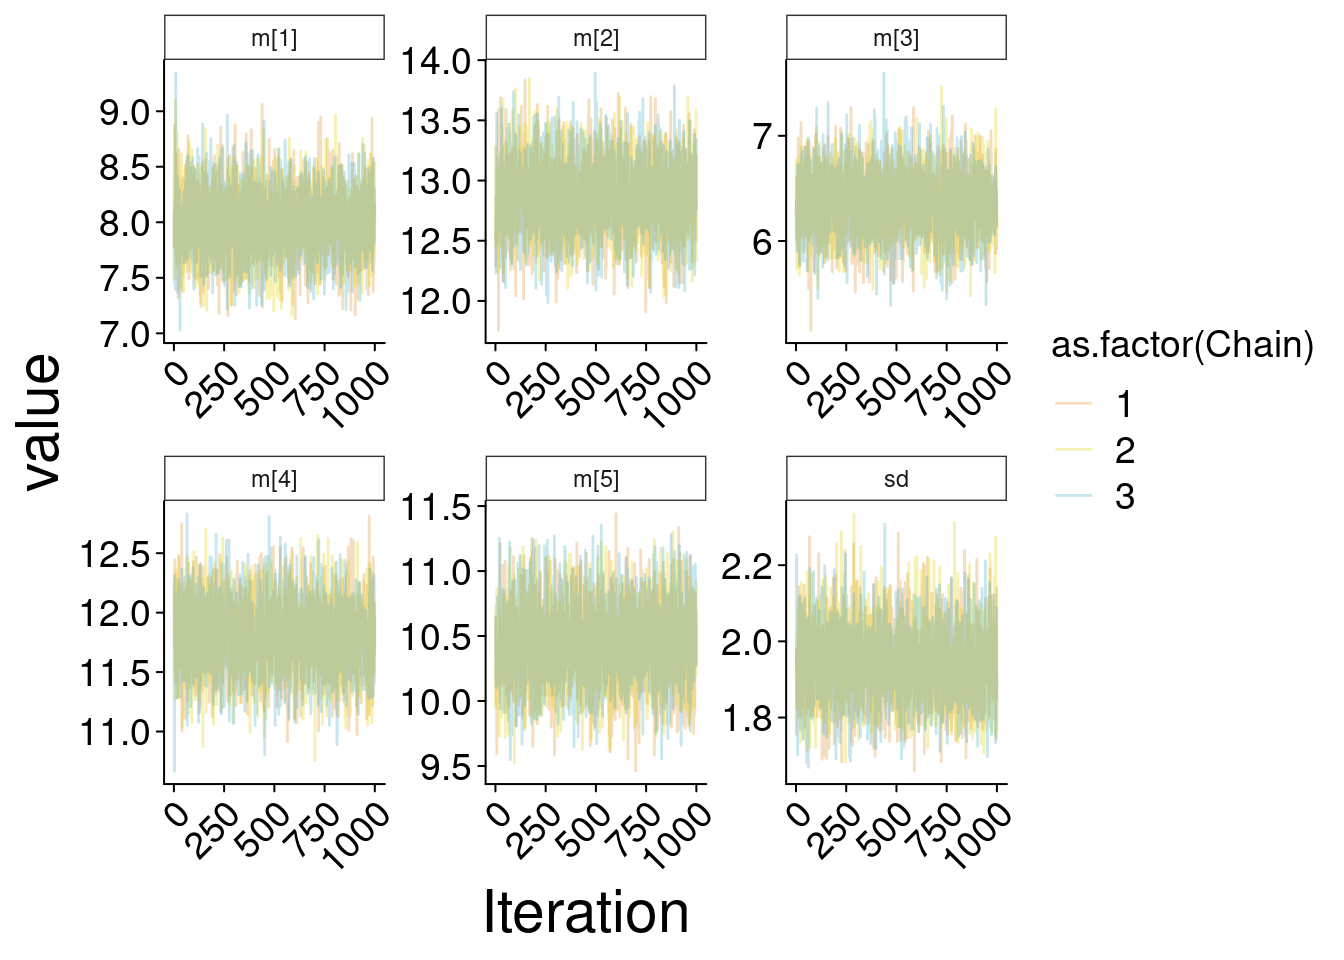 m[1] m[2] m[3]
9.0 8.5 8.0 7.5 7.0
14.0 13.5 13.0 12.5 12.0
7 6
0 250 500 750 1000
0 250 500 750 1000
0 250 500 750 1000
m[4] m[5] sd
12.5 12.0 11.5 11.0
11.5 11.0 10.5 10.0 9.5
2.2 2.0 1.8
0 250 500 750 1000
0 250 500 750 1000
0 250 500 750 1000
value
Iteration
as.factor(Chain)
1
2
3